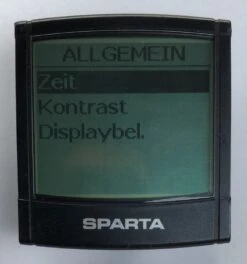 ALLGEMEIN
Zeit
Kontrast
Displaybel.
SPARTA